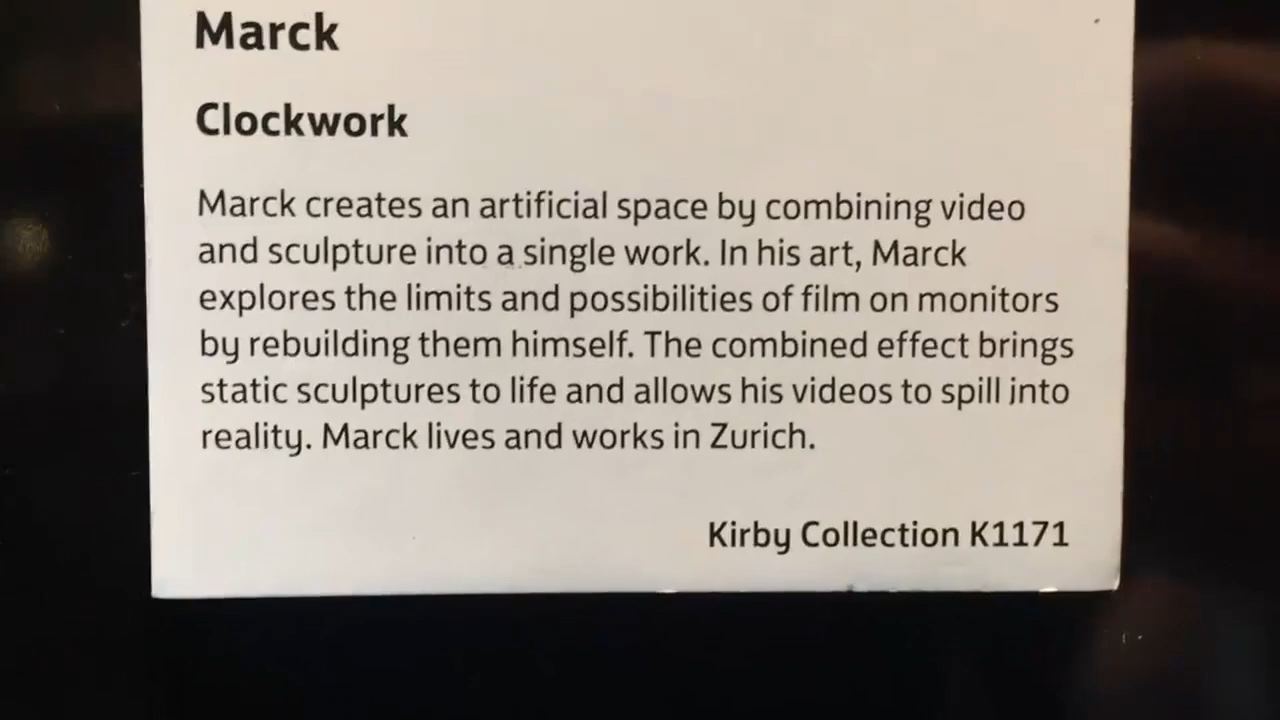 Marck
Clockwork
Marck creates an artificial space by combining video
and sculpture into a single work. In his art, Marck
explores the limits and possibilities of film on monitors
by rebuilding them himself. The combined effect brings
static sculptures to life and allows his videos to spill into
reality. Marck lives and works in Zurich.
Kirby Collection K1171